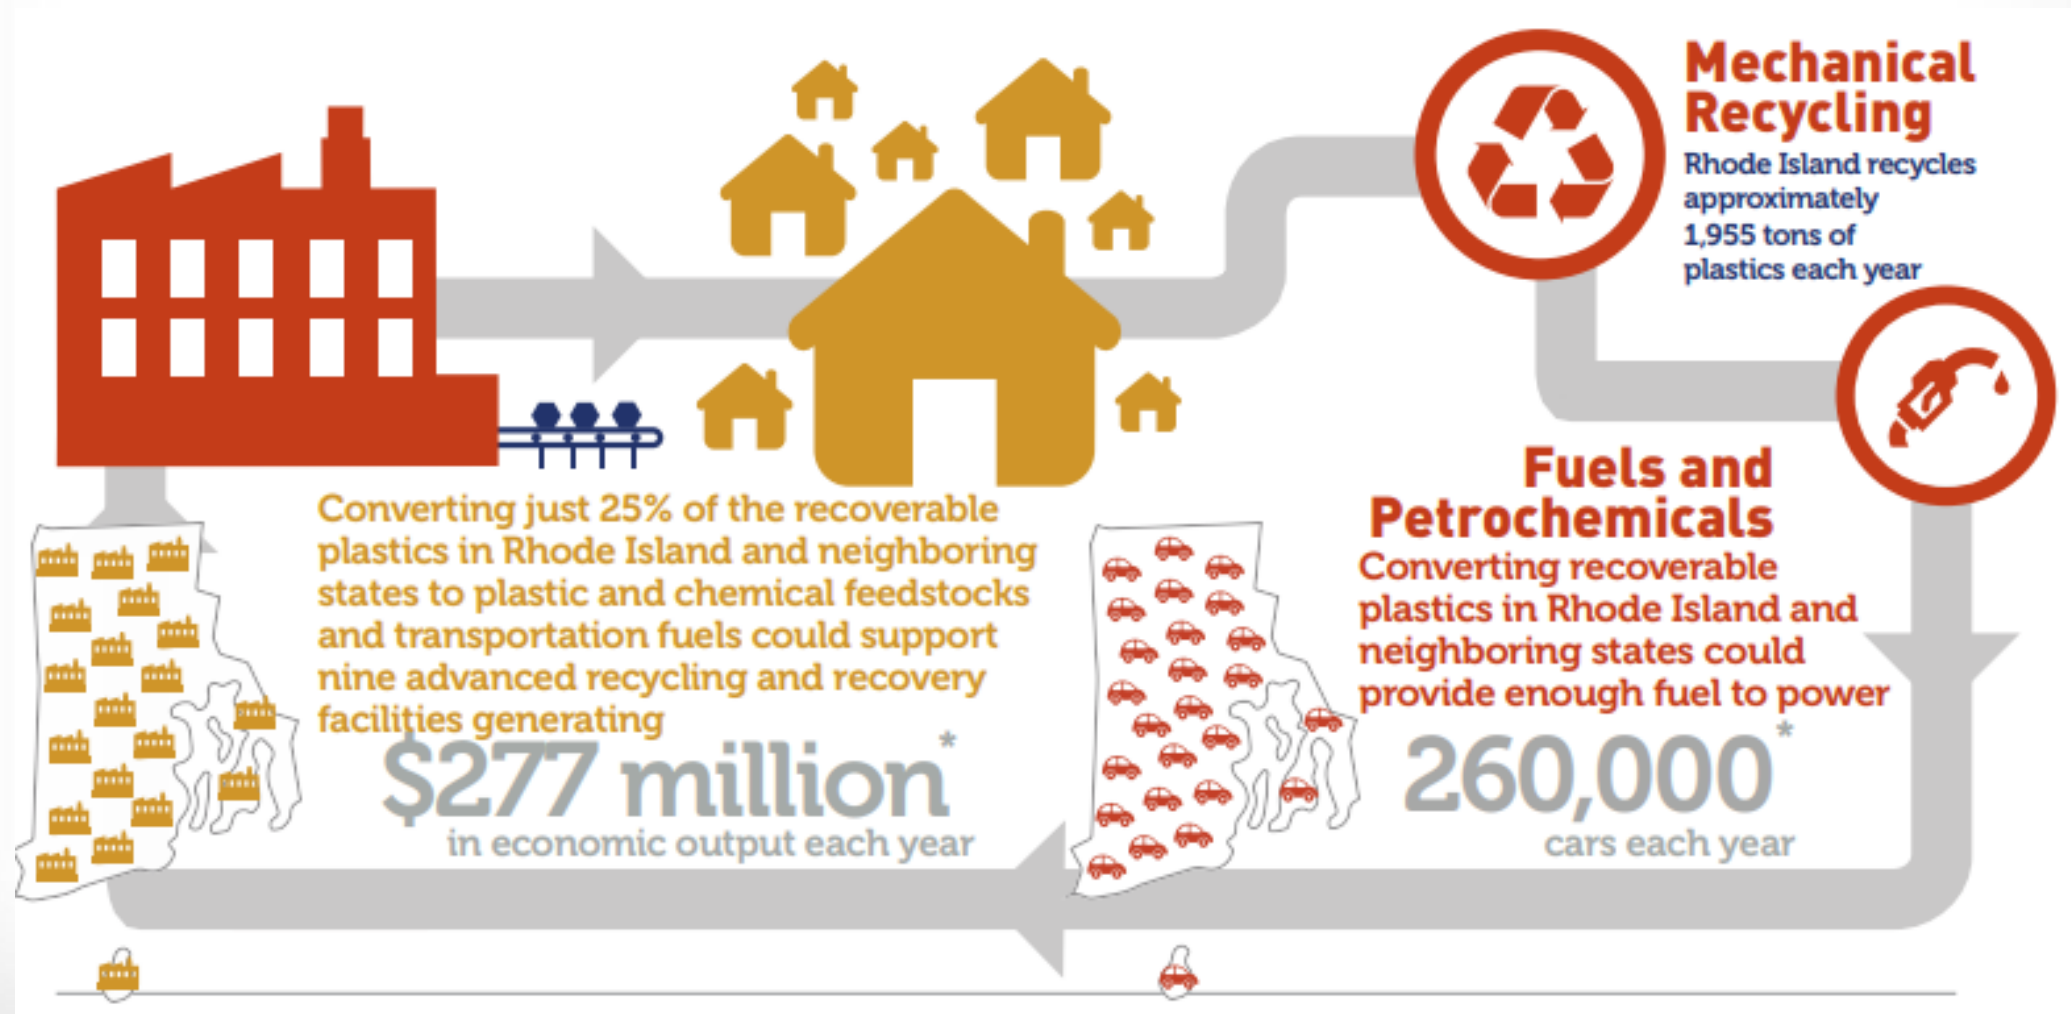 Mechanical
Recycling
Rhode Island recycles
approximately
1,955 tons of
plastics each year
Converting just 25% of the recoverable
plastics in Rhode Island and neighboring
states to plastic and chemical feedstocks
and transportation fuels could support
nine advanced recycling and recovery
facilities generating
$277 million*
in economic output each year
Fuels and
Petrochemicals
Converting recoverable
plastics in Rhode Island and
neighboring states could
provide enough fuel to power
260,000*
cars each year